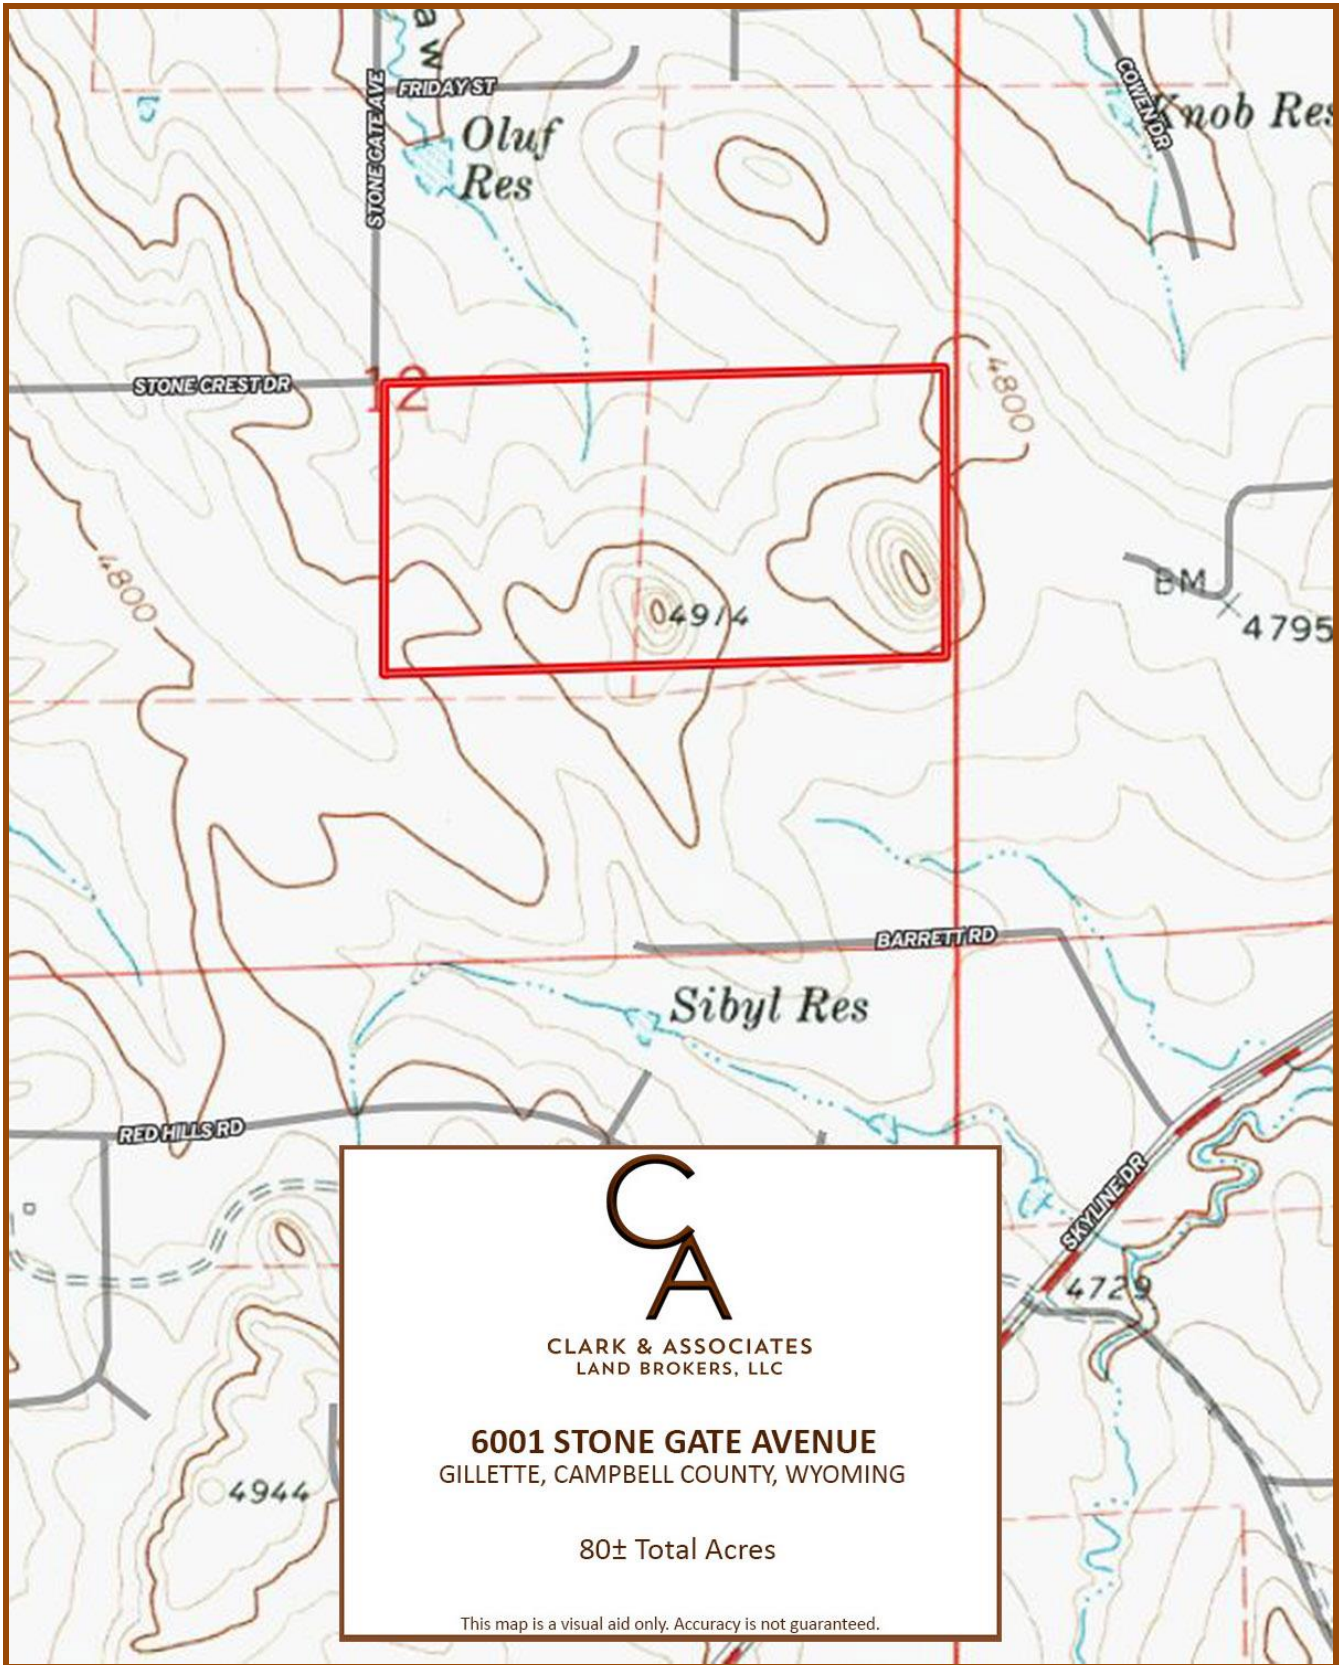 aw
FRIDAY ST
STONE GATE AVE
COWEN DR
Knob Res
Oluf
Res
STONE CREST DR
12
4800
4800
BM
4795
4914
BARRETT RD
Sibyl Res
RED HILLS RD
SKYLINE DR
4729
4944
CA
CLARK & ASSOCIATES
LAND BROKERS, LLC
6001 STONE GATE AVENUE
GILLETTE, CAMPBELL COUNTY, WYOMING
80± Total Acres
This map is a visual aid only. Accuracy is not guaranteed.